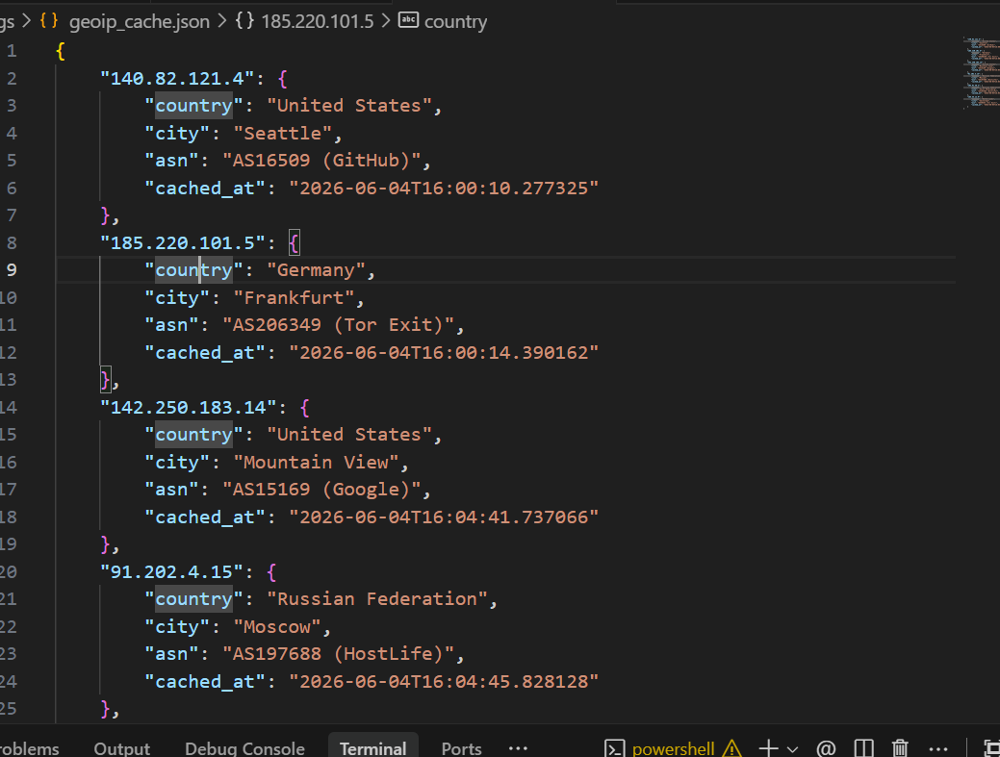 gs > {} geoip_cache.json > {} 185.220.101.5 > abc country
1 {
2 "140.82.121.4": {
3 "country": "United States",
4 "city": "Seattle",
5 "asn": "AS16509 (GitHub)",
6 "cached_at": "2026-06-04T16:00:10.277325"
7 },
8 "185.220.101.5": {
9 "country": "Germany",
10 "city": "Frankfurt",
11 "asn": "AS206349 (Tor Exit)",
12 "cached_at": "2026-06-04T16:00:14.390162"
13 },
14 "142.250.183.14": {
15 "country": "United States",
16 "city": "Mountain View",
17 "asn": "AS15169 (Google)",
18 "cached_at": "2026-06-04T16:04:41.737066"
19 },
20 "91.202.4.15": {
21 "country": "Russian Federation",
22 "city": "Moscow",
23 "asn": "AS197688 (HostLife)",
24 "cached_at": "2026-06-04T16:04:45.828128"
25 },
roblems Output Debug Console Terminal Ports ··· powershell